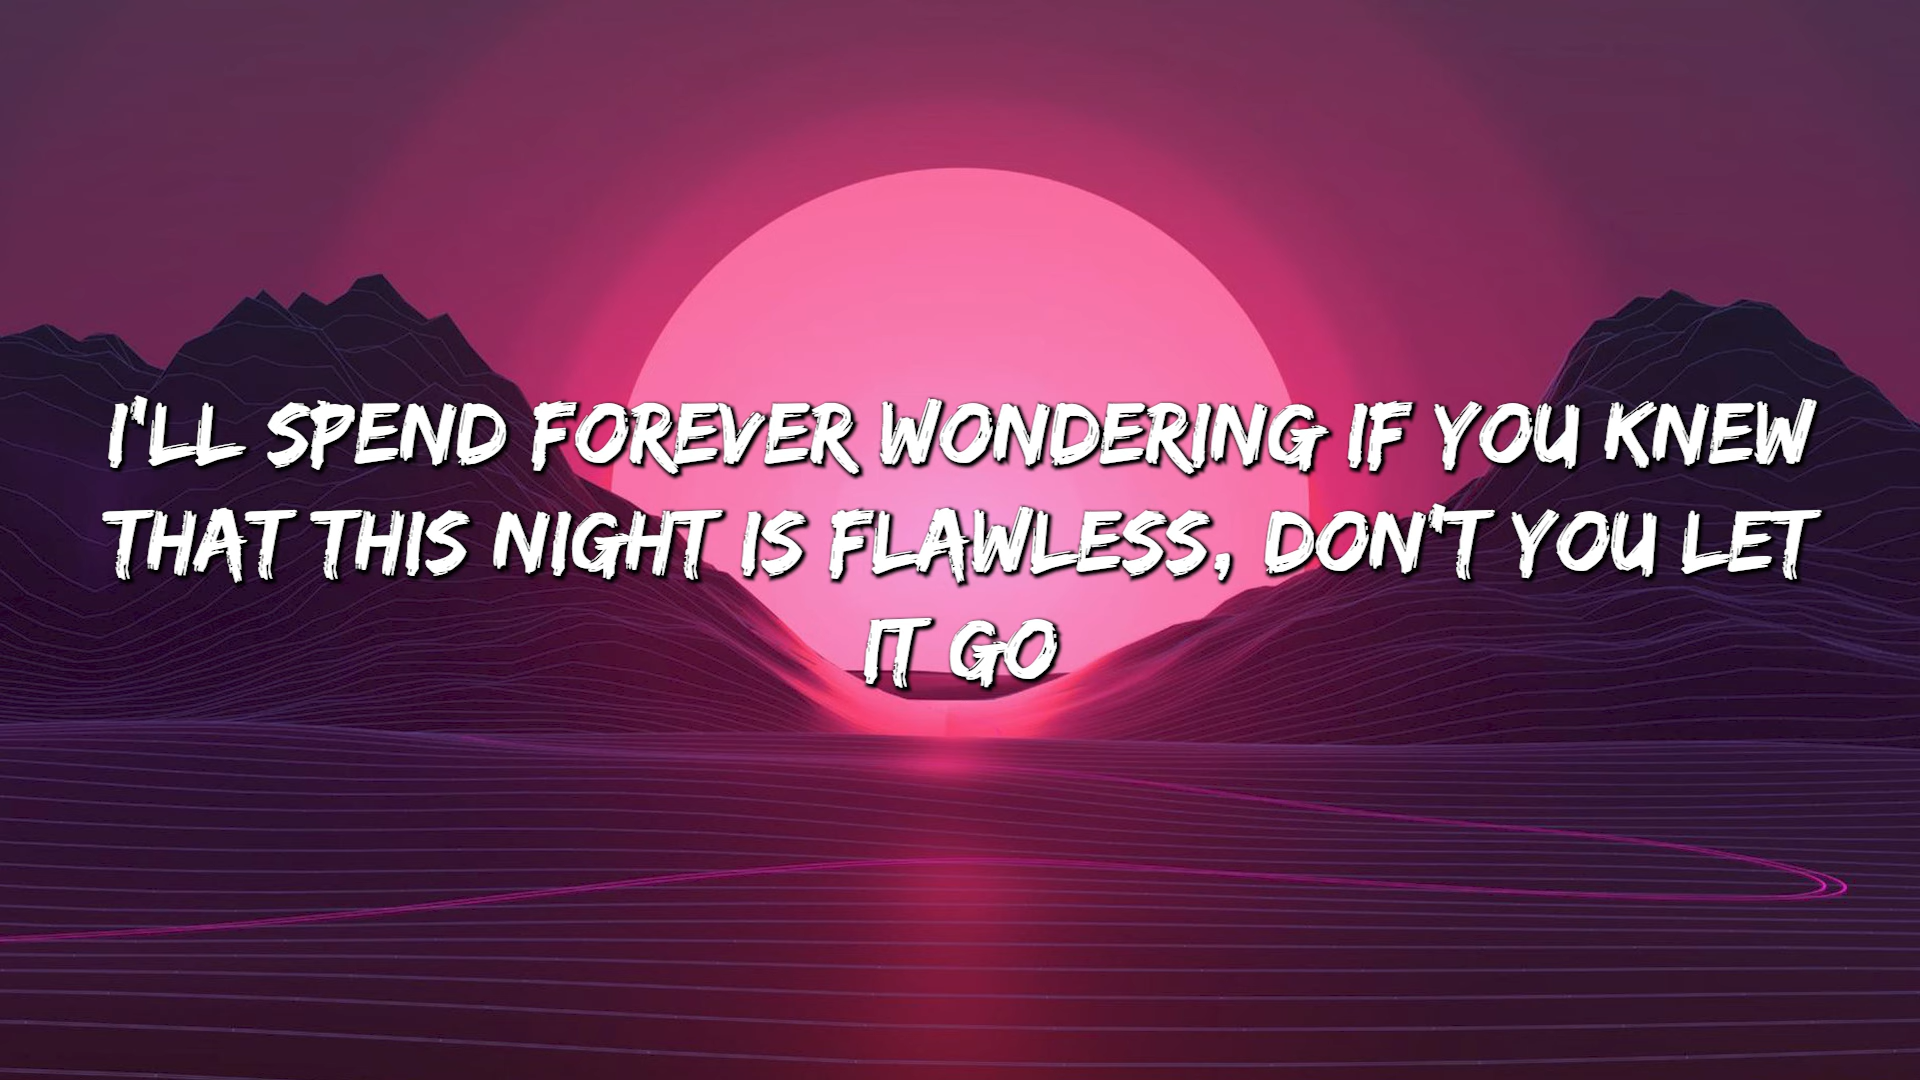 I'LL SPEND FOREVER WONDERING IF YOU KNEW
THAT THIS NIGHT IS FLAWLESS, DON'T YOU LET
IT GO